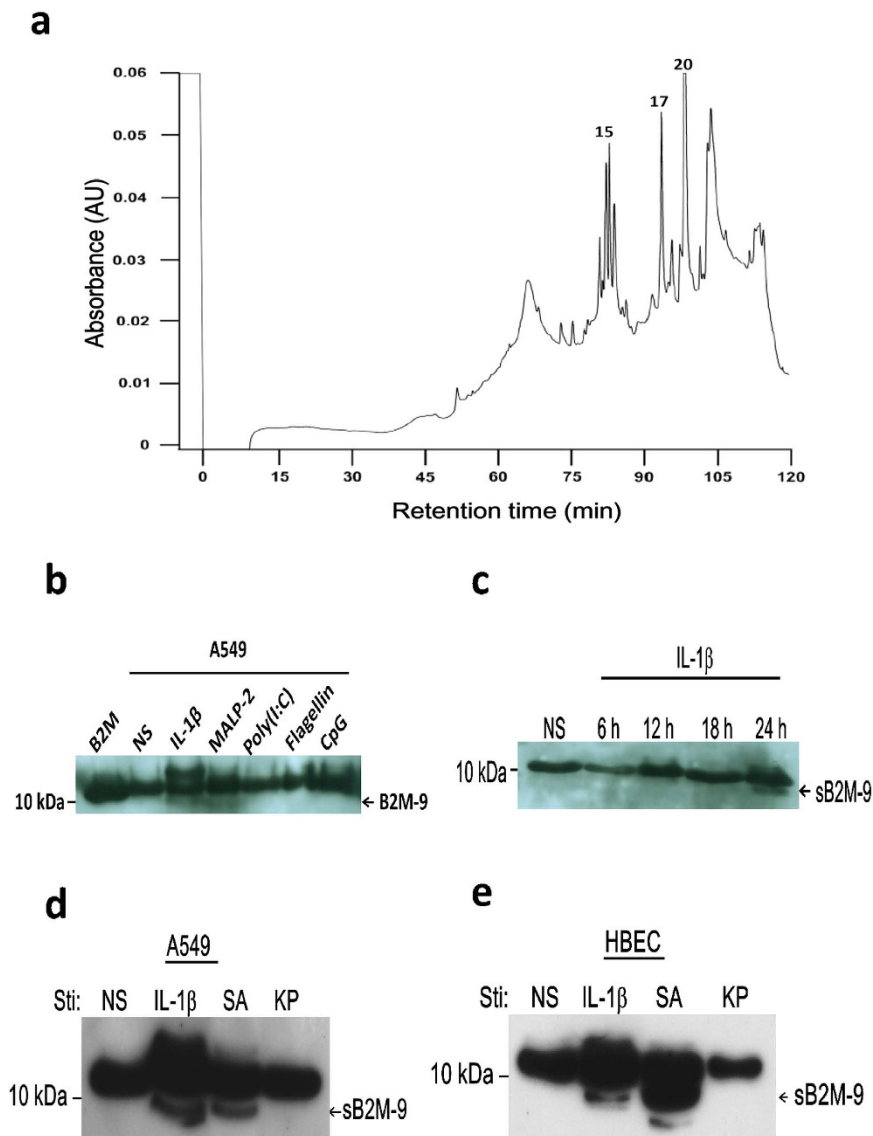 a
0.06
0.05
0.04
0.03
0.02
0.01
0
Absorbance (AU)
15
17
20
0 15 30 45 60 75 90 105 120
Retention time (min)
b
A549
B2M NS IL-1β MALP-2 Poly(I:C) Flagellin CpG
10 kDa
← B2M-9
c
IL-1β
NS 6 h 12 h 18 h 24 h
10 kDa
← sB2M-9
d
A549
Sti: NS IL-1β SA KP
10 kDa
←sB2M-9
e
HBEC
Sti: NS IL-1β SA KP
10 kDa
← sB2M-9